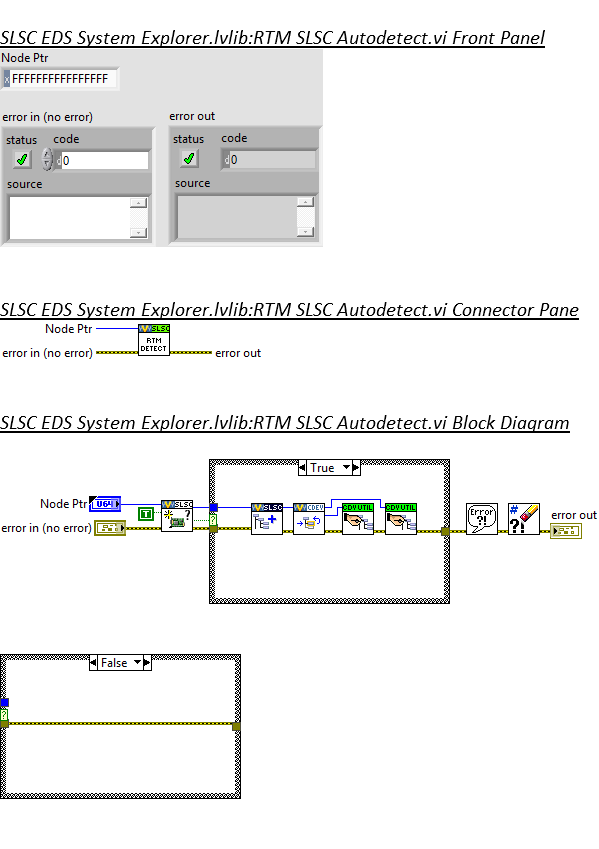 SLSC EDS System Explorer.lvlib:RTM SLSC Autodetect.vi Front Panel
Node Ptr
x FFFFFFFFFFFFFFFF
error in (no error)
error out
status code
d 0
source
status code
d 0
source
SLSC EDS System Explorer.lvlib:RTM SLSC Autodetect.vi Connector Pane
Node Ptr
SLSC
RTM
DETECT
error in (no error)
error out
SLSC EDS System Explorer.lvlib:RTM SLSC Autodetect.vi Block Diagram
True
Node Ptr
U64
error in (no error)
T
SLSC
?
?
SLSC
CDEV
CDVUTIL
CDVUTIL
Error
?!
#
?!
error out
False
?